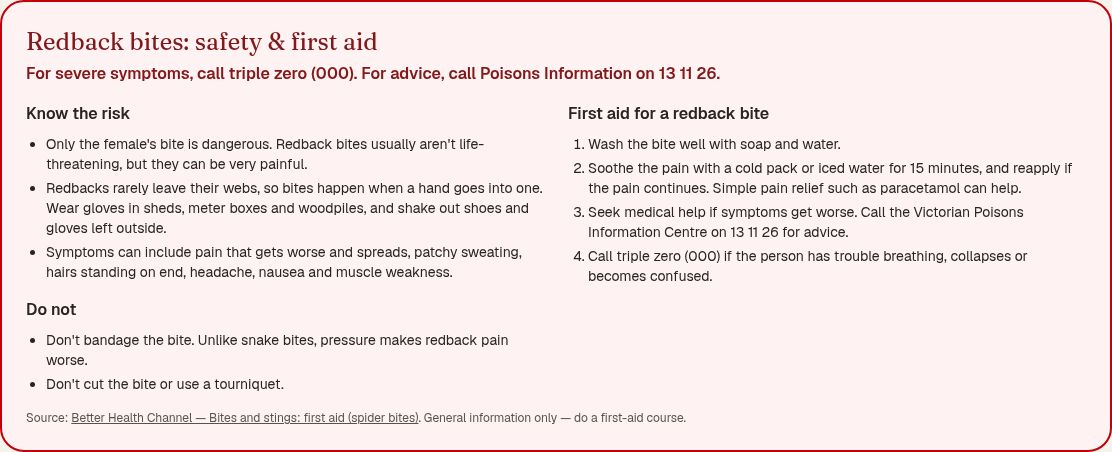 Redback bites: safety & first aid
For severe symptoms, call triple zero (000). For advice, call Poisons Information on 13 11 26.
Know the risk
• Only the female's bite is dangerous. Redback bites usually aren't life-
threatening, but they can be very painful.
• Redbacks rarely leave their webs, so bites happen when a hand goes into one.
Wear gloves in sheds, meter boxes and woodpiles, and shake out shoes and
gloves left outside.
• Symptoms can include pain that gets worse and spreads, patchy sweating,
hairs standing on end, headache, nausea and muscle weakness.
Do not
• Don't bandage the bite. Unlike snake bites, pressure makes redback pain
worse.
• Don't cut the bite or use a tourniquet.
First aid for a redback bite
1. Wash the bite well with soap and water.
2. Soothe the pain with a cold pack or iced water for 15 minutes, and reapply if
the pain continues. Simple pain relief such as paracetamol can help.
3. Seek medical help if symptoms get worse. Call the Victorian Poisons
Information Centre on 13 11 26 for advice.
4. Call triple zero (000) if the person has trouble breathing, collapses or
becomes confused.
Source: Better Health Channel — Bites and stings: first aid (spider bites). General information only — do a first-aid course.